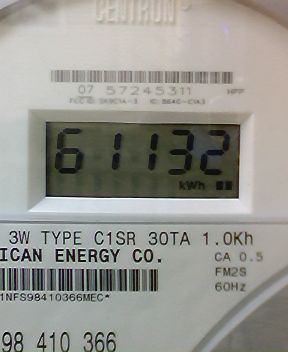 CENTRON
07 57245311
61132
kWh
3W TYPE C1SR 30TA 1.0Kh
ICAN ENERGY CO. CA 0.5
FM2S
60Hz
1NFS98410366MEC*
98 410 366